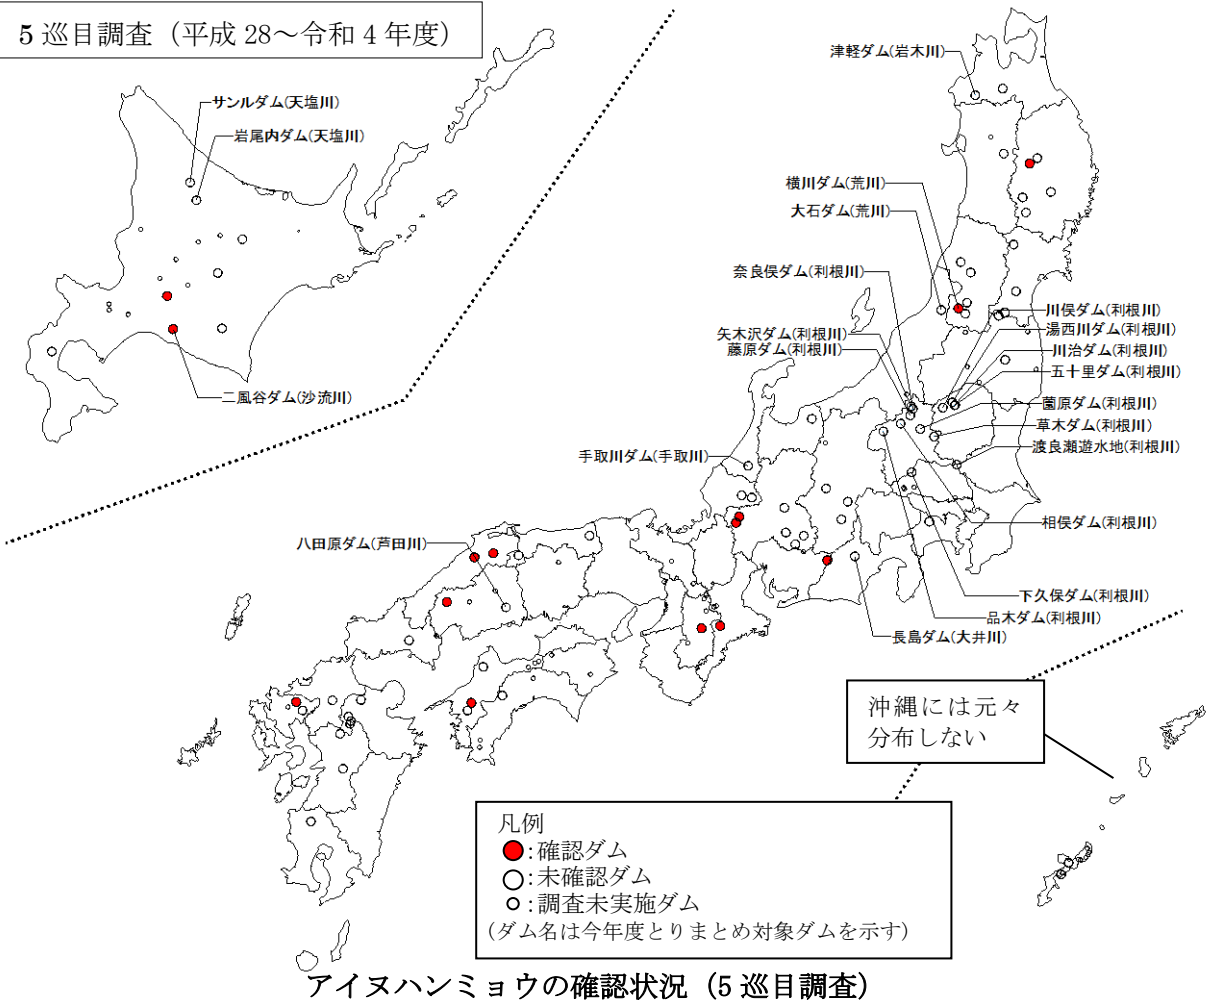 5 巡目調査（平成 28～令和 4 年度）
サンルダム(天塩川)
岩尾内ダム(天塩川)
二風谷ダム(沙流川)
津軽ダム(岩木川)
横川ダム(荒川)
大石ダム(荒川)
奈良俣ダム(利根川)
矢木沢ダム(利根川)
藤原ダム(利根川)
川俣ダム(利根川)
湯西川ダム(利根川)
川治ダム(利根川)
五十里ダム(利根川)
薗原ダム(利根川)
草木ダム(利根川)
渡良瀬遊水地(利根川)
手取川ダム(手取川)
相俣ダム(利根川)
八田原ダム(芦田川)
下久保ダム(利根川)
品木ダム(利根川)
長島ダム(大井川)
沖縄には元々
分布しない
凡例
:確認ダム
:未確認ダム
:調査未実施ダム
(ダム名は今年度とりまとめ対象ダムを示す)
アイヌハンミョウの確認状況（5 巡目調査）